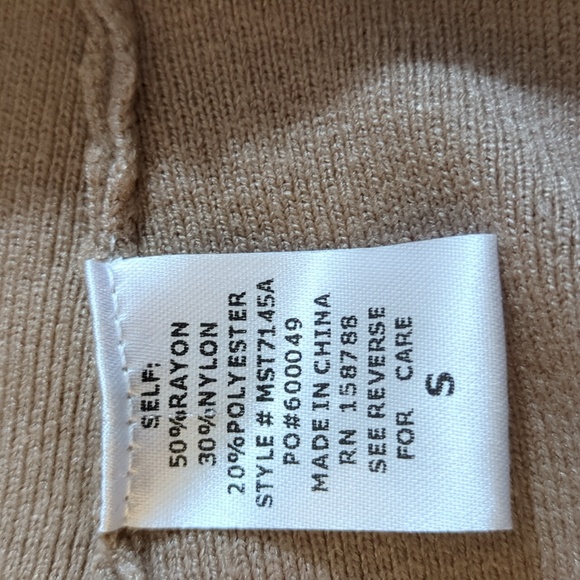 SELF:
50%RAYON
30%NYLON
20%POLYESTER
STYLE # MST7145A
PO#600049
MADE IN CHINA
RN 158788
SEE REVERSE
FOR CARE
S